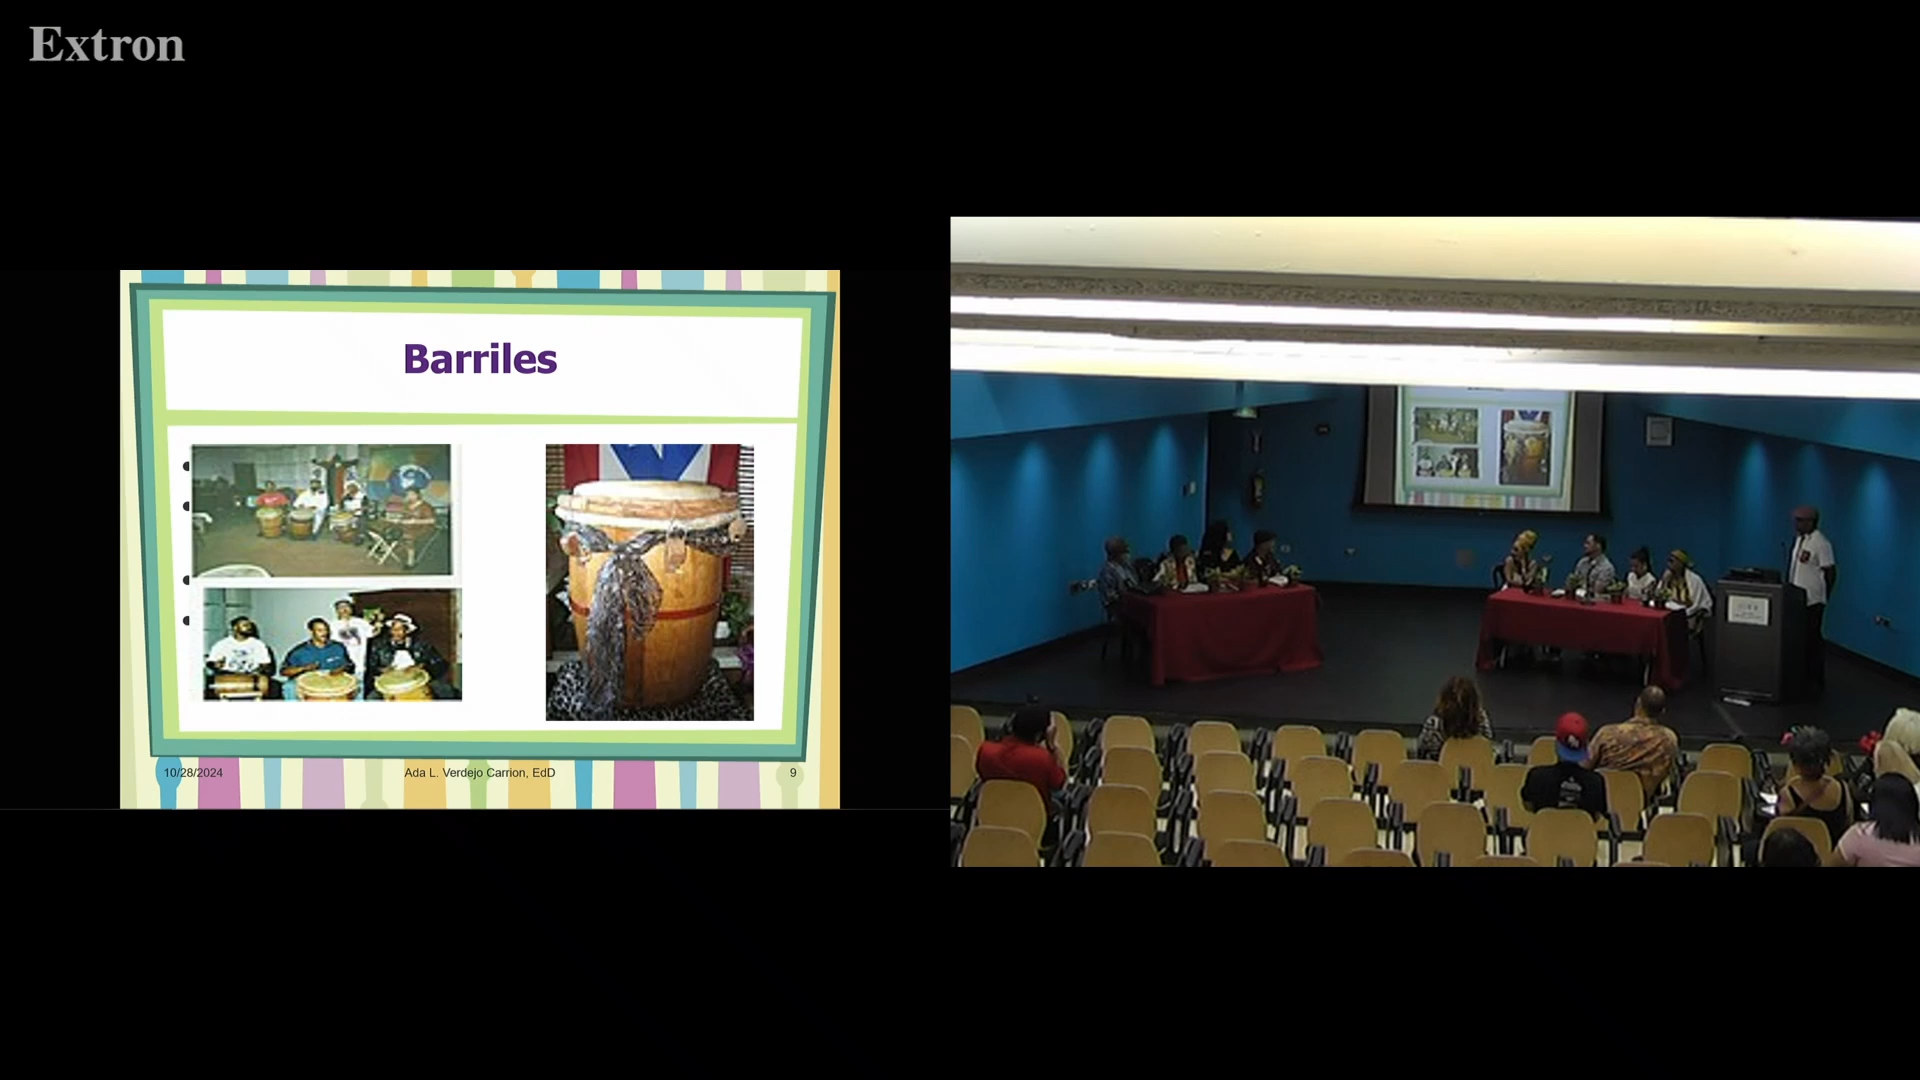 Extron
Barriles
10/28/2024
Ada L. Verdejo Carrion, EdD
9